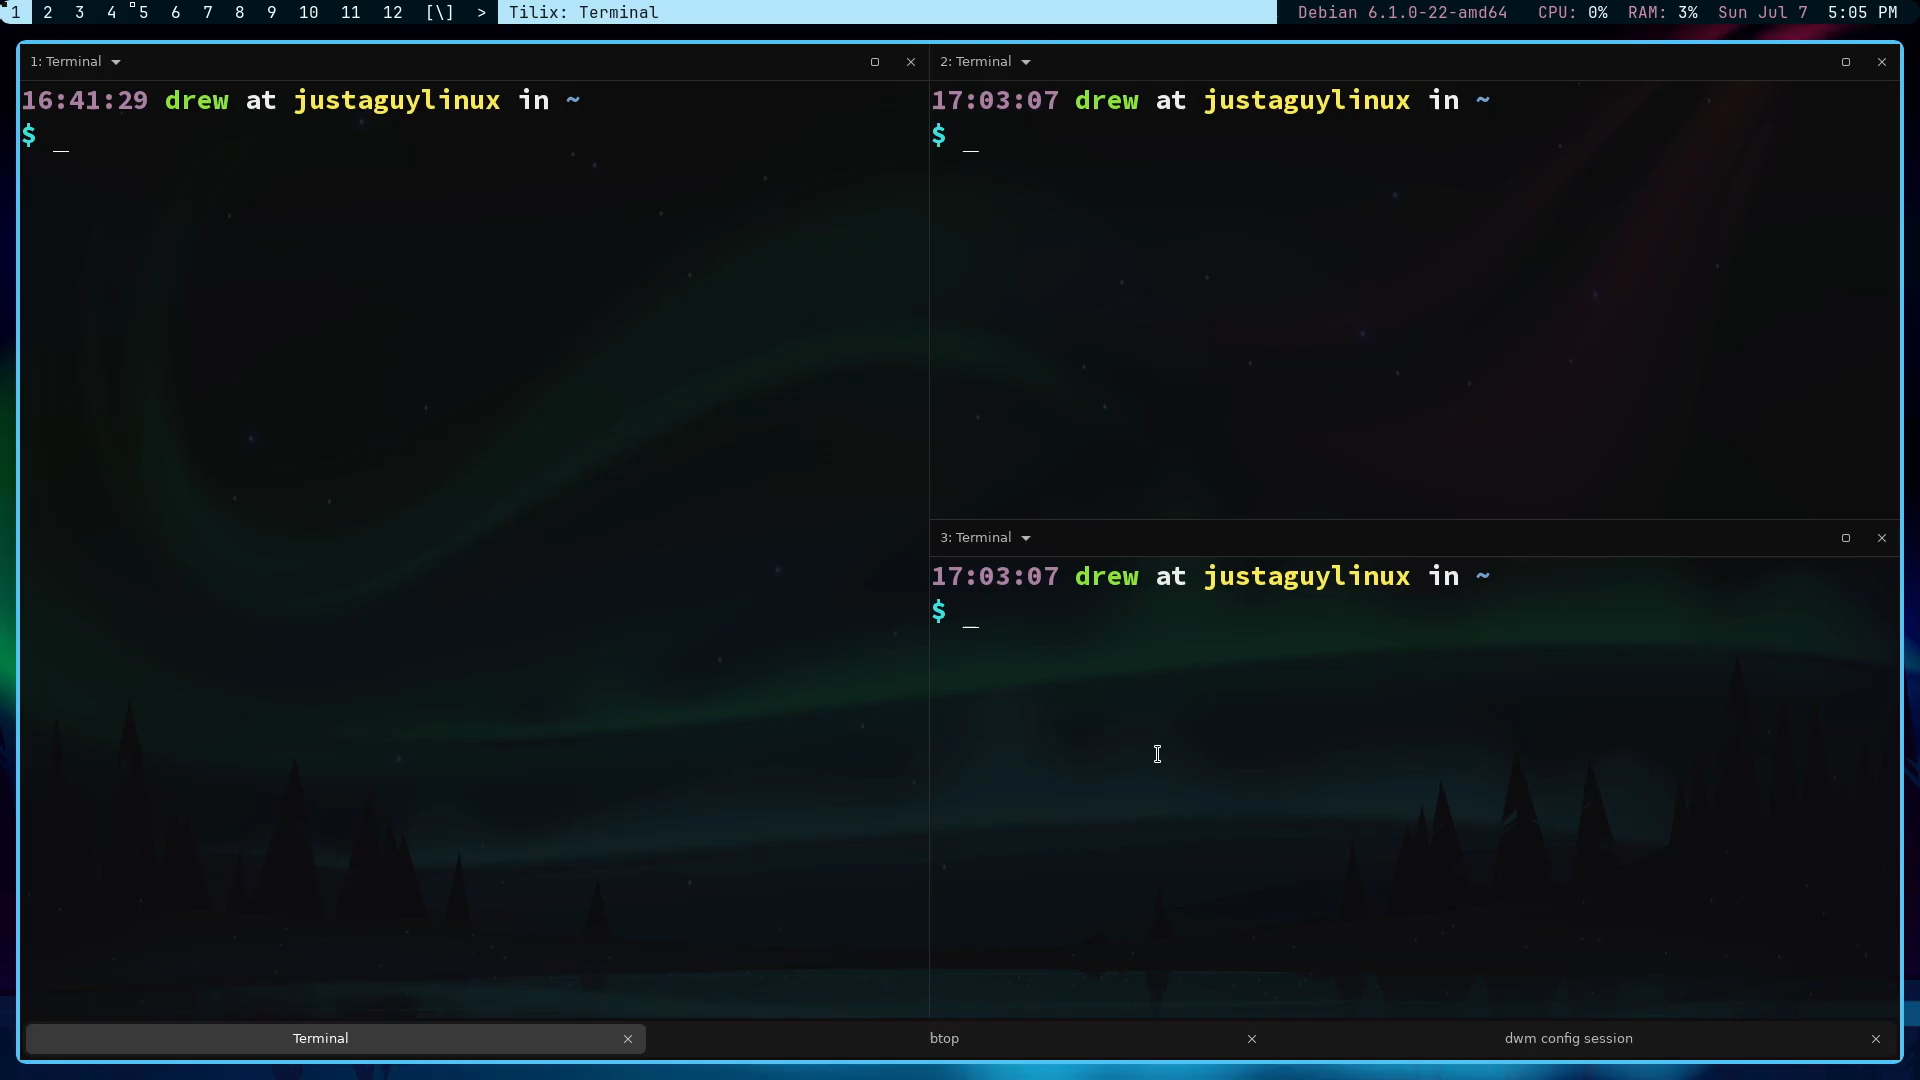 1 2 3 4 5 6 7 8 9 10 11 12 [\] > Tilix: Terminal Debian 6.1.0-22-amd64 CPU: 0% RAM: 3% Sun Jul 7 5:05 PM
1: Terminal
16:41:29 drew at justaguylinux in ~
$ _
2: Terminal
17:03:07 drew at justaguylinux in ~
$ _
3: Terminal
17:03:07 drew at justaguylinux in ~
$ _
Terminal btop dwm config session